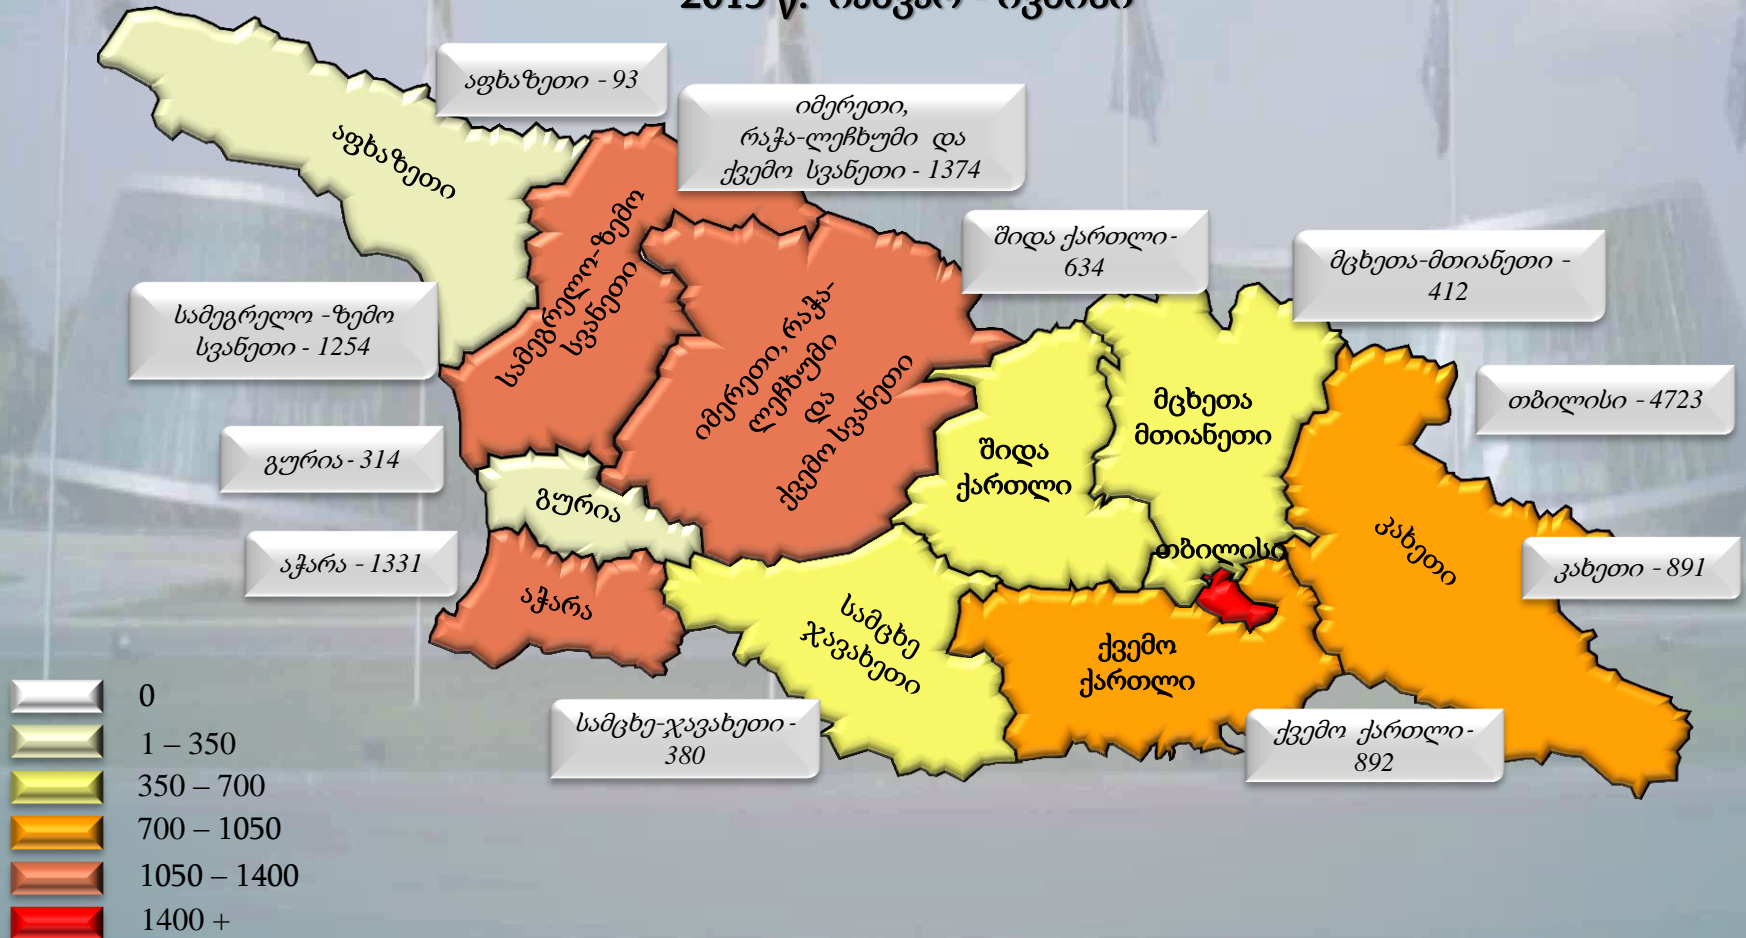 აფხაზეთი - 93
იმერეთი,
რაჭა-ლეჩხუმი და
ქვემო სვანეთი - 1374
შიდა ქართლი -
634
მცხეთა-მთიანეთი -
412
სამეგრელო -ზემო
სვანეთი - 1254
თბილისი - 4723
გურია - 314
აჭარა - 1331
კახეთი - 891
სამცხე-ჯავახეთი -
380
ქვემო ქართლი -
892
აფხაზეთი
სამეგრელო-ზემო
სვანეთი
იმერეთი, რაჭა-
ლეჩხუმი
და
ქვემო სვანეთი
შიდა
ქართლი
მცხეთა
მთიანეთი
გურია
აჭარა
სამცხე
ჯავახეთი
თბილისი
ქვემო
ქართლი
კახეთი
0
1 – 350
350 – 700
700 – 1050
1050 – 1400
1400 +